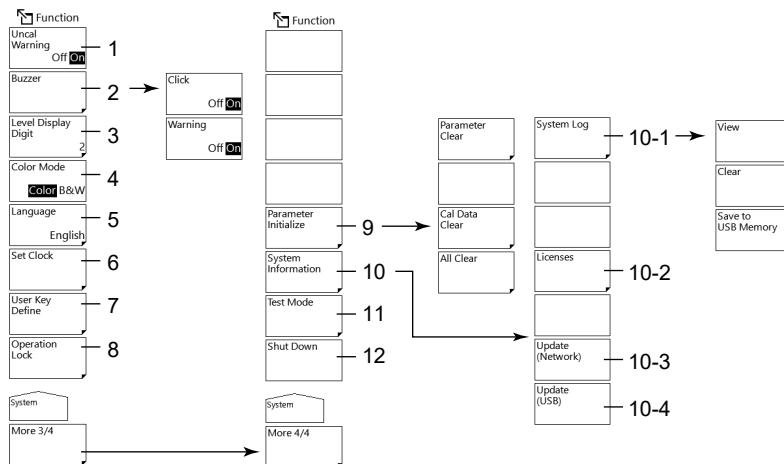 Function
Uncal
Warning
Off On
1
Buzzer
2
Level Display
Digit
2
3
Color Mode
Color B&W
4
Language
English
5
Set Clock
6
User Key
Define
7
Operation
Lock
8
System
More 3/4
Click
Off On
Warning
Off On
Function
Parameter
Initialize
9
System
Information
10
Test Mode
11
Shut Down
12
System
More 4/4
Parameter
Clear
Cal Data
Clear
All Clear
System Log
10-1
Licenses
10-2
Update
(Network)
10-3
Update
(USB)
10-4
View
Clear
Save to
USB Memory